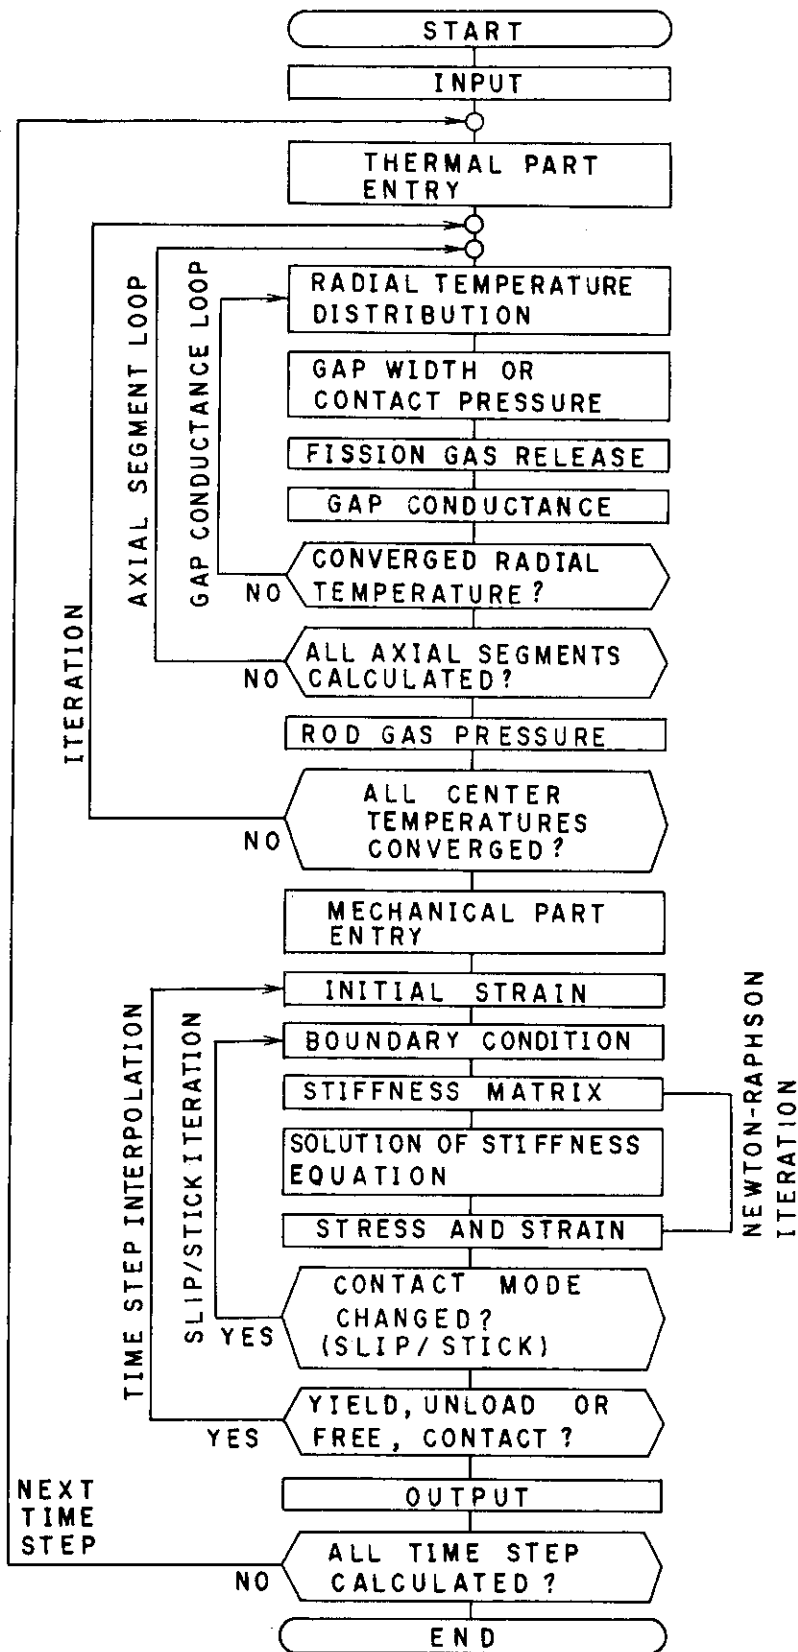 START
INPUT
THERMAL PART
ENTRY
AXIAL SEGMENT LOOP
GAP CONDUCTANCE LOOP
RADIAL TEMPERATURE
DISTRIBUTION
GAP WIDTH OR
CONTACT PRESSURE
FISSION GAS RELEASE
GAP CONDUCTANCE
CONVERGED RADIAL
TEMPERATURE?
NO
ALL AXIAL SEGMENTS
CALCULATED?
NO
ITERATION
ROD GAS PRESSURE
ALL CENTER
TEMPERATURES
CONVERGED?
NO
MECHANICAL PART
ENTRY
INITIAL STRAIN
TIME STEP INTERPOLATION
SLIP/STICK ITERATION
BOUNDARY CONDITION
STIFFNESS MATRIX
SOLUTION OF STIFFNESS
EQUATION
STRESS AND STRAIN
NEWTON-RAPHSON
ITERATION
CONTACT MODE
CHANGED?
(SLIP/STICK)
YES
YIELD, UNLOAD OR
FREE, CONTACT?
YES
OUTPUT
NEXT
TIME
STEP
ALL TIME STEP
CALCULATED?
NO
END